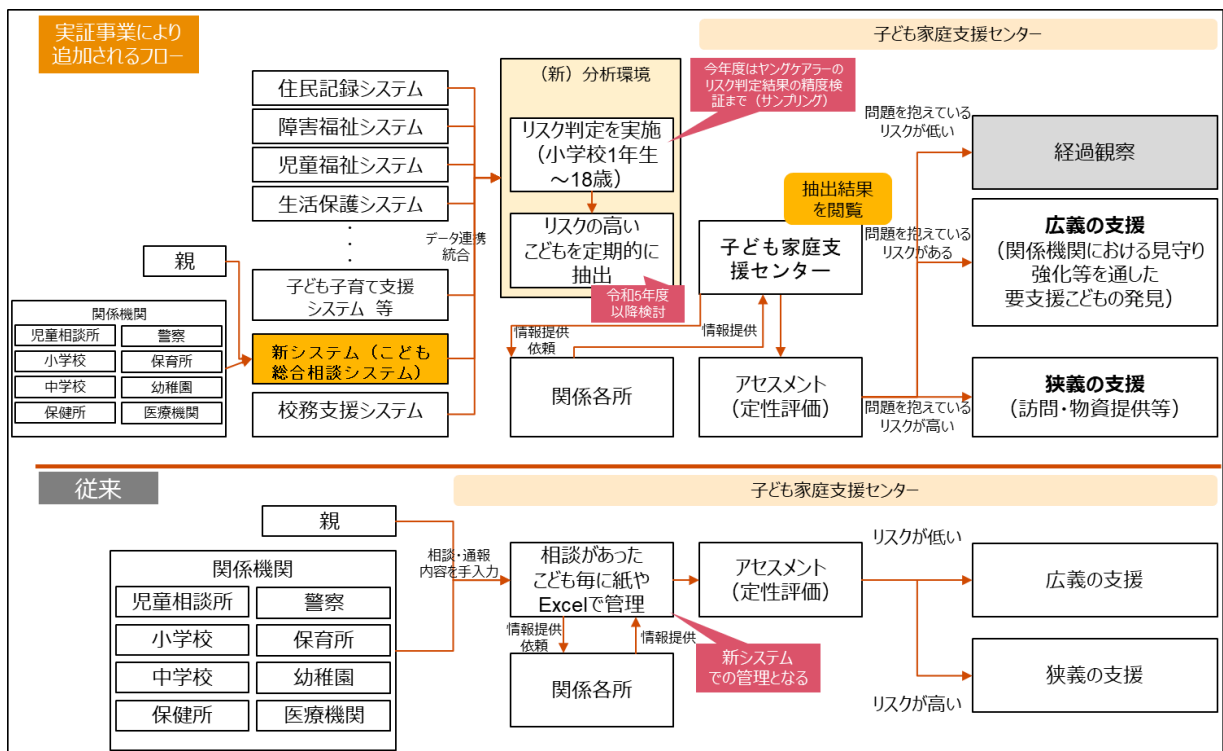 実証事業により
追加されるフロー
子ども家庭支援センター
住民記録システム
障害福祉システム
児童福祉システム
生活保護システム
・
・
・
子ども子育て支援
システム 等
新システム（こども
総合相談システム）
校務支援システム
親
関係機関
児童相談所
警察
小学校
保育所
中学校
幼稚園
保健所
医療機関
データ連携
統合
（新）分析環境
リスク判定を実施
（小学校1年生
～18歳）
リスクの高い
こどもを定期的に
抽出
今年度はヤングケアラーの
リスク判定結果の精度検
証まで（サンプリング）
令和5年度
以降検討
抽出結果
を閲覧
子ども家庭支
援センター
情報提供
依頼
情報提供
関係各所
アセスメント
（定性評価）
問題を抱えている
リスクが低い
経過観察
問題を抱えている
リスクがある
広義の支援
（関係機関における見守り
強化等を通した
要支援こどもの発見）
問題を抱えている
リスクが高い
狭義の支援
（訪問・物資提供等）
従来
子ども家庭支援センター
親
関係機関
児童相談所
警察
小学校
保育所
中学校
幼稚園
保健所
医療機関
相談・通報
内容を手入力
相談があった
こども毎に紙や
Excelで管理
情報提供
依頼
情報提供
関係各所
新システム
での管理となる
アセスメント
（定性評価）
リスクが低い
広義の支援
リスクが高い
狭義の支援